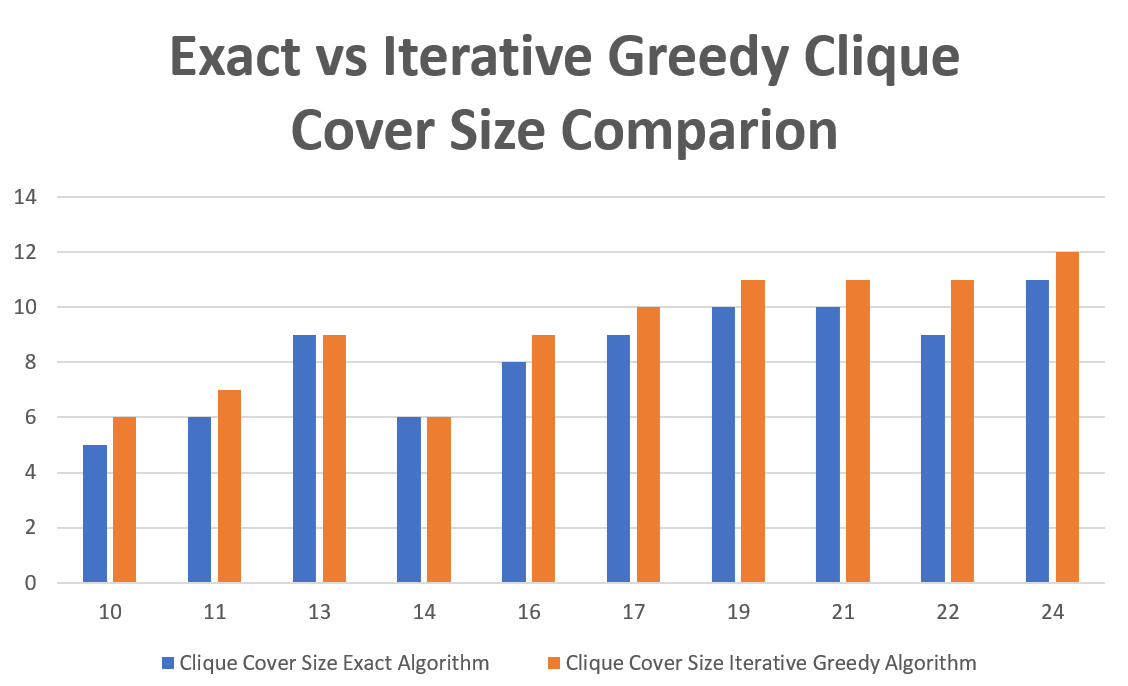 Exact vs Iterative Greedy Clique
Cover Size Comparion
14
12
10
8
6
4
2
0
10 11 13 14 16 17 19 21 22 24
Clique Cover Size Exact Algorithm Clique Cover Size Iterative Greedy Algorithm